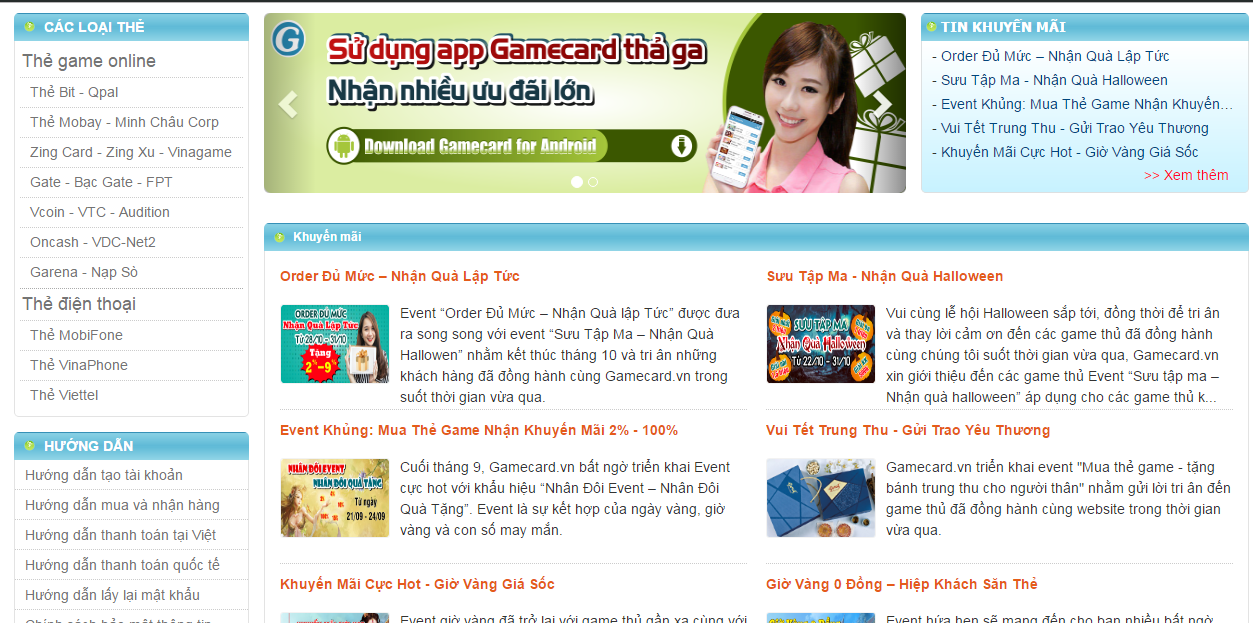 CÁC LOẠI THẺ
Thẻ game online
Thẻ Bit - Qpal
Thẻ Mobay - Minh Châu Corp
Zing Card - Zing Xu - Vinagame
Gate - Bạc Gate - FPT
Vcoin - VTC - Audition
Oncash - VDC-Net2
Garena - Nạp Sò
Thẻ điện thoại
Thẻ MobiFone
Thẻ VinaPhone
Thẻ Viettel
HƯỚNG DẪN
Hướng dẫn tạo tài khoản
Hướng dẫn mua và nhận hàng
Hướng dẫn thanh toán tại Việt
Hướng dẫn thanh toán quốc tế
Hướng dẫn lấy lại mật khẩu
Chính sách bảo mật thông tin
G
Sử dụng app Gamecard thả ga
Nhận nhiều ưu đãi lớn
Download Gamecard for Android
TIN KHUYẾN MÃI
- Order Đủ Mức – Nhận Quà Lập Tức
- Sưu Tập Ma - Nhận Quà Halloween
- Event Khủng: Mua Thẻ Game Nhận Khuyến...
- Vui Tết Trung Thu - Gửi Trao Yêu Thương
- Khuyến Mãi Cực Hot - Giờ Vàng Giá Sốc
>> Xem thêm
Khuyến mãi
Order Đủ Mức – Nhận Quà Lập Tức
ORDER ĐỦ MỨC
Nhận Quà Lập Tức
Từ 28/10 - 31/10
Tặng
2%-9%
Event “Order Đủ Mức – Nhận Quà lập Tức” được đưa
ra song song với event “Sưu Tập Ma – Nhận Quà
Hallowen” nhằm kết thúc tháng 10 và tri ân những
khách hàng đã đồng hành cùng Gamecard.vn trong
suốt thời gian vừa qua.
Sưu Tập Ma - Nhận Quà Halloween
SƯU TẬP MA
Nhận Quà Halloween
Từ 22/10 - 31/10
Vui cùng lễ hội Halloween sắp tới, đồng thời để tri ân
và thay lời cảm ơn đến các game thủ đã đồng hành
cùng chúng tôi suốt thời gian vừa qua, Gamecard.vn
xin giới thiệu đến các game thủ Event “Sưu tập ma –
Nhận quà halloween” áp dụng cho các game thủ k...
Event Khủng: Mua Thẻ Game Nhận Khuyến Mãi 2% - 100%
NHÂN ĐÔI EVENT
NHÂN ĐÔI QUÀ TẶNG
Từ ngày
21/09 - 24/09
Cuối tháng 9, Gamecard.vn bất ngờ triển khai Event
cực hot với khẩu hiệu “Nhân Đôi Event – Nhân Đôi
Quà Tặng”. Event là sự kết hợp của ngày vàng, giờ
vàng và con số may mắn.
Vui Tết Trung Thu - Gửi Trao Yêu Thương
Gamecard.vn triển khai event "Mua thẻ game - tặng
bánh trung thu cho người thân" nhằm gửi lời tri ân đến
game thủ đã đồng hành cùng website trong thời gian
vừa qua.
Khuyến Mãi Cực Hot - Giờ Vàng Giá Sốc
Event giờ vàng đã trở lại với game thủ gần xa cùng với
Giờ Vàng 0 Đồng – Hiệp Khách Săn Thẻ
Event hứa hẹn sẽ mang đến cho bạn nhiều bất ngờ